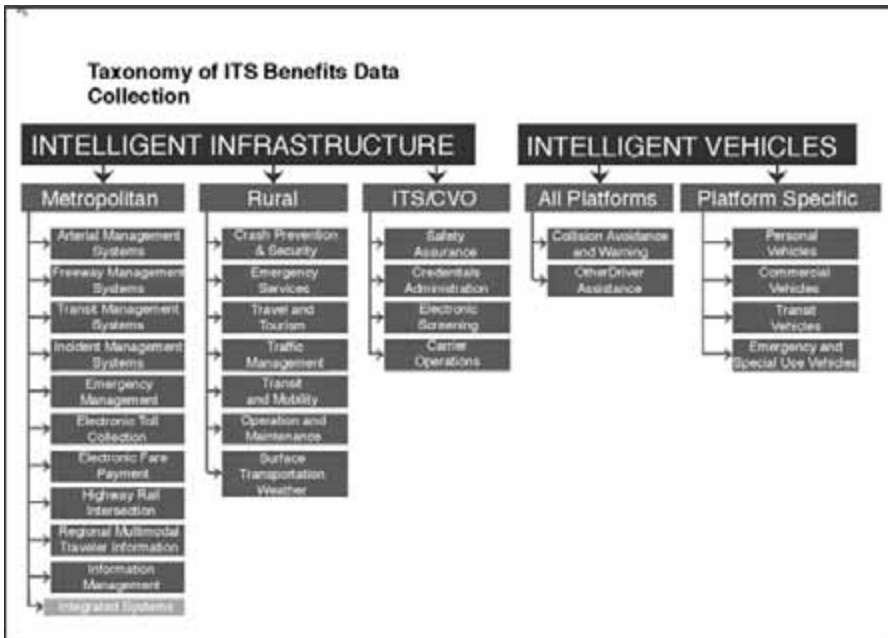 Taxonomy of ITS Benefits Data
Collection
INTELLIGENT INFRASTRUCTURE
INTELLIGENT VEHICLES
Metropolitan
Rural
ITS/CVO
All Platforms
Platform Specific
Arterial Management
Systems
Freeway Management
Systems
Transit Management
Systems
Incident Management
Systems
Emergency
Management
Electronic Toll
Collection
Electronic Fare
Payment
Highway Rail
Intersection
Regional Multimodal
Traveler Information
Information
Management
Integrated Systems
Crash Prevention
& Security
Emergency
Services
Travel and
Tourism
Traffic
Management
Transit
and Mobility
Operation and
Maintenance
Surface
Transportation
Weather
Safety
Assurance
Credentials
Administration
Electronic
Screening
Carrier
Operations
Collision Avoidance
and Warning
OtherDriver
Assistance
Personal
Vehicles
Commercial
Vehicles
Transit
Vehicles
Emergency and
Special Use Vehicles